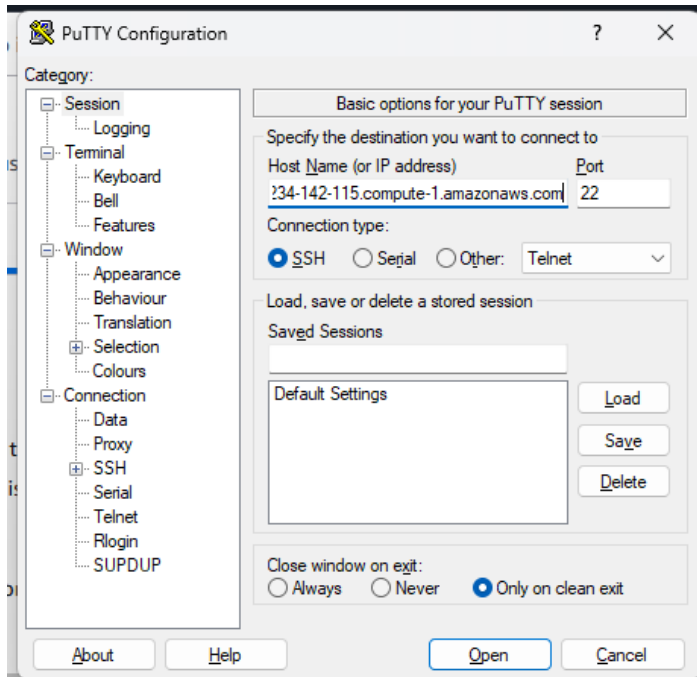 PuTTY Configuration
? ×
Category:
Session
Logging
Terminal
Keyboard
Bell
Features
Window
Appearance
Behaviour
Translation
Selection
Colours
Connection
Data
Proxy
SSH
Serial
Telnet
Rlogin
SUPDUP
Basic options for your PuTTY session
Specify the destination you want to connect to
Host Name (or IP address) Port
234-142-115.compute-1.amazonaws.com 22
Connection type:
SSH Serial Other: Telnet
Load, save or delete a stored session
Saved Sessions
Default Settings
Load
Save
Delete
Close window on exit:
Always Never Only on clean exit
About Help Open Cancel